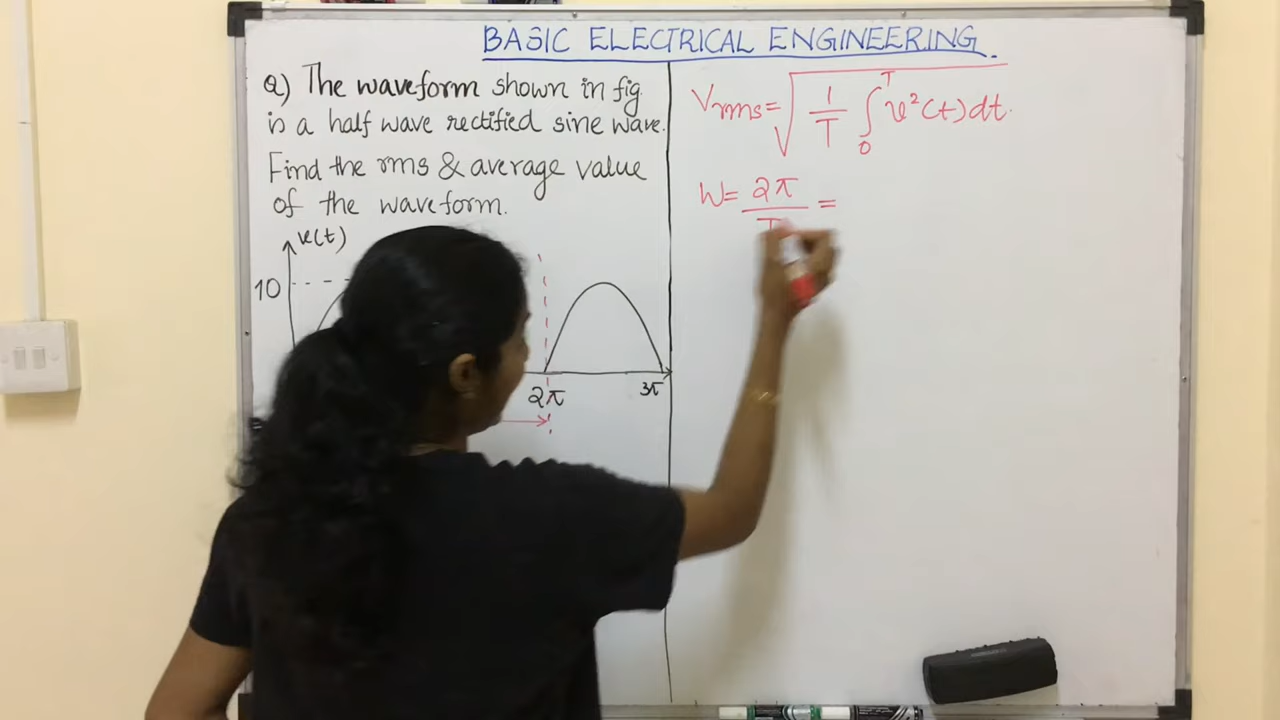 BASIC ELECTRICAL ENGINEERING.
Q) The waveform shown in fig
is a half wave rectified sine wave.
Find the rms & average value
of the waveform.
v(t)
10
2π
3π
Vrms = √ 1/T ∫₀ᵀ v²(t)dt.
W = 2π/T =